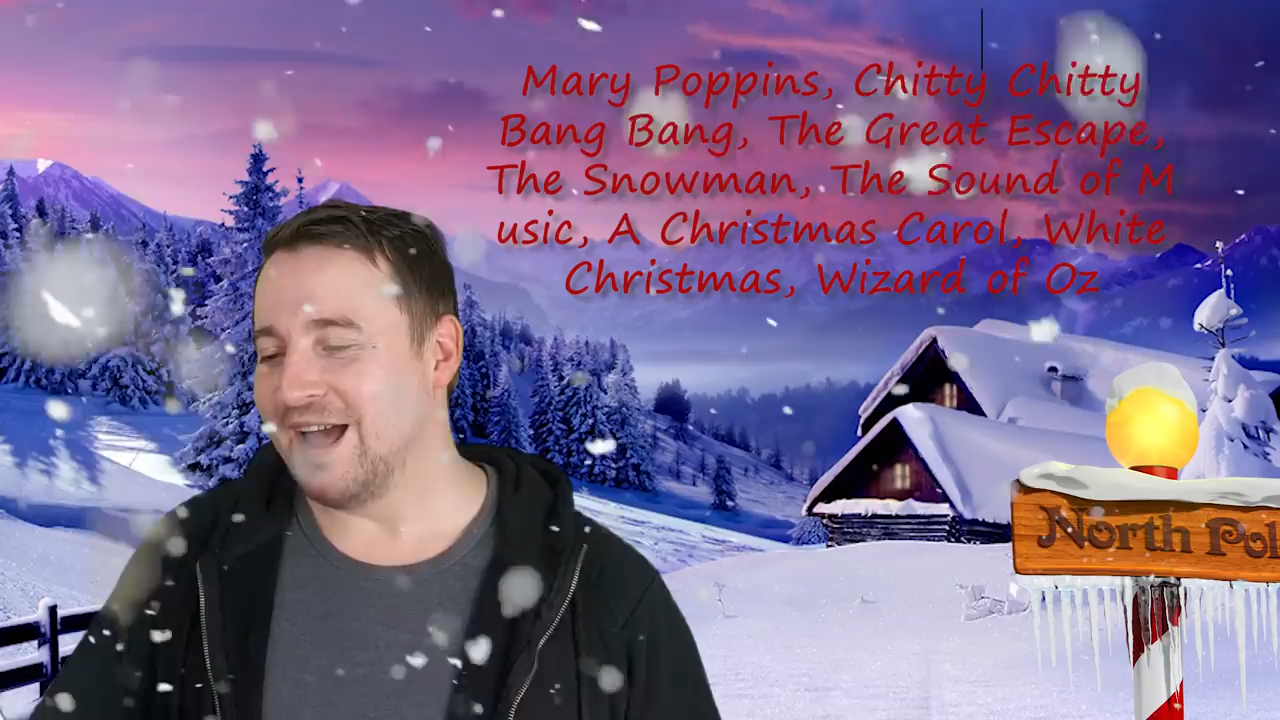 Mary Poppins, Chitty Chitty
Bang Bang, The Great Escape,
The Snowman, The Sound of M
usic, A Christmas Carol, White
Christmas, Wizard of Oz
North Pol